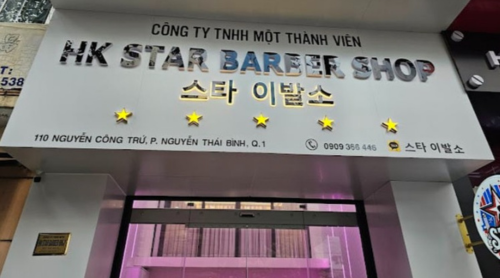 CÔNG TY TNHH MỘT THÀNH VIÊN
HK STAR BARBER SHOP
스타 이발소
110 NGUYỄN CÔNG TRỨ, P. NGUYỄN THÁI BÌNH, Q.1
0909 366 446 스타 이발소
T:
538